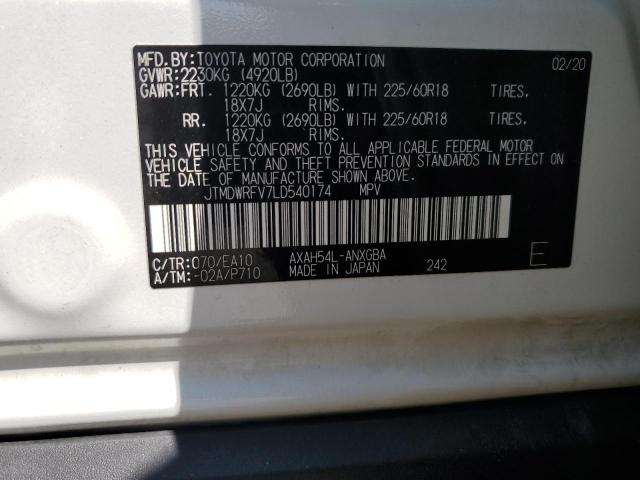 MFD.BY:TOYOTA MOTOR CORPORATION 02/20
GVWR:2230KG (4920LB)
GAWR:FRT. 1220KG (2690LB) WITH 225/60R18 TIRES.
18X7J RIMS.
RR. 1220KG (2690LB) WITH 225/60R18 TIRES.
18X7J RIMS.
THIS VEHICLE CONFORMS TO ALL APPLICABLE FEDERAL MOTOR
VEHICLE SAFETY AND THEFT PREVENTION STANDARDS IN EFFECT ON
THE DATE OF MANUFACTURE SHOWN ABOVE.
JTMDWRFV7LD540174 MPV
C/TR:070/EA10 AXAH54L-ANXGBA
A/TM:-02A/P710 MADE IN JAPAN 242 E